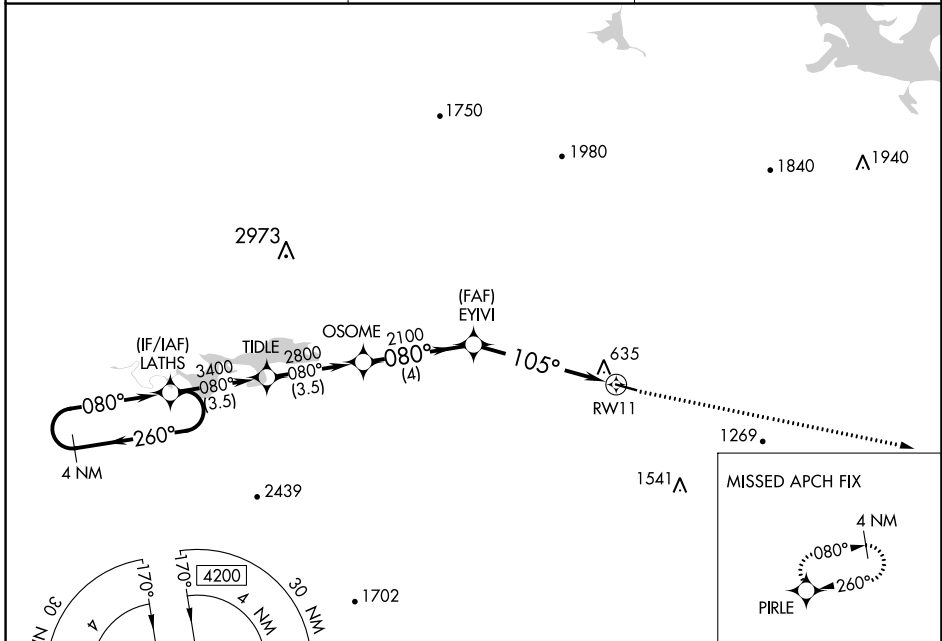 1750
1980
1840
1940
2973
(FAF)
EYIVI
OSOME
2100
080°
(4)
105°
635
RW11
(IF/IAF)
LATHS
TIDLE
3400
080°
(3.5)
2800
080°
(3.5)
080°
260°
4 NM
1269
1541
2439
MISSED APCH FIX
4 NM
080°
260°
PIRLE
170°
170°
4200
30 NM
30 NM
4
4 NM
1702